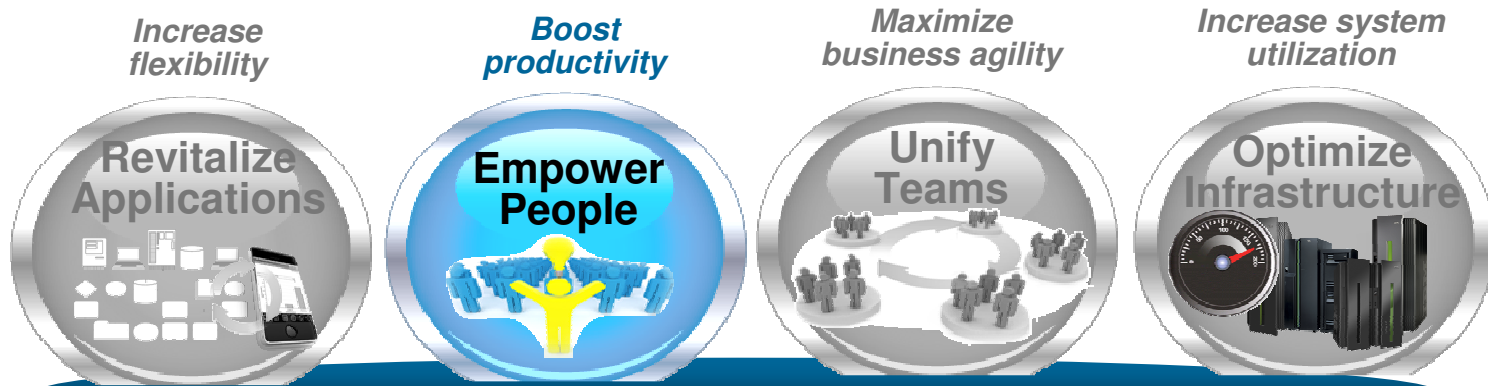 Increase
flexibility
Boost
productivity
Maximize
business agility
Increase system
utilization
Revitalize
Applications
Empower
People
Unify
Teams
Optimize
Infrastructure